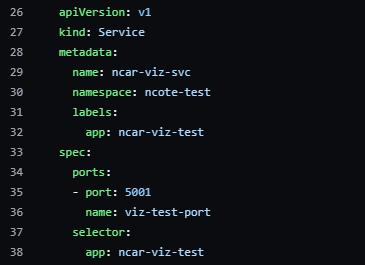 26 apiVersion: v1
27 kind: Service
28 metadata:
29   name: ncar-viz-svc
30   namespace: ncote-test
31   labels:
32     app: ncar-viz-test
33 spec:
34   ports:
35   - port: 5001
36     name: viz-test-port
37   selector:
38     app: ncar-viz-test